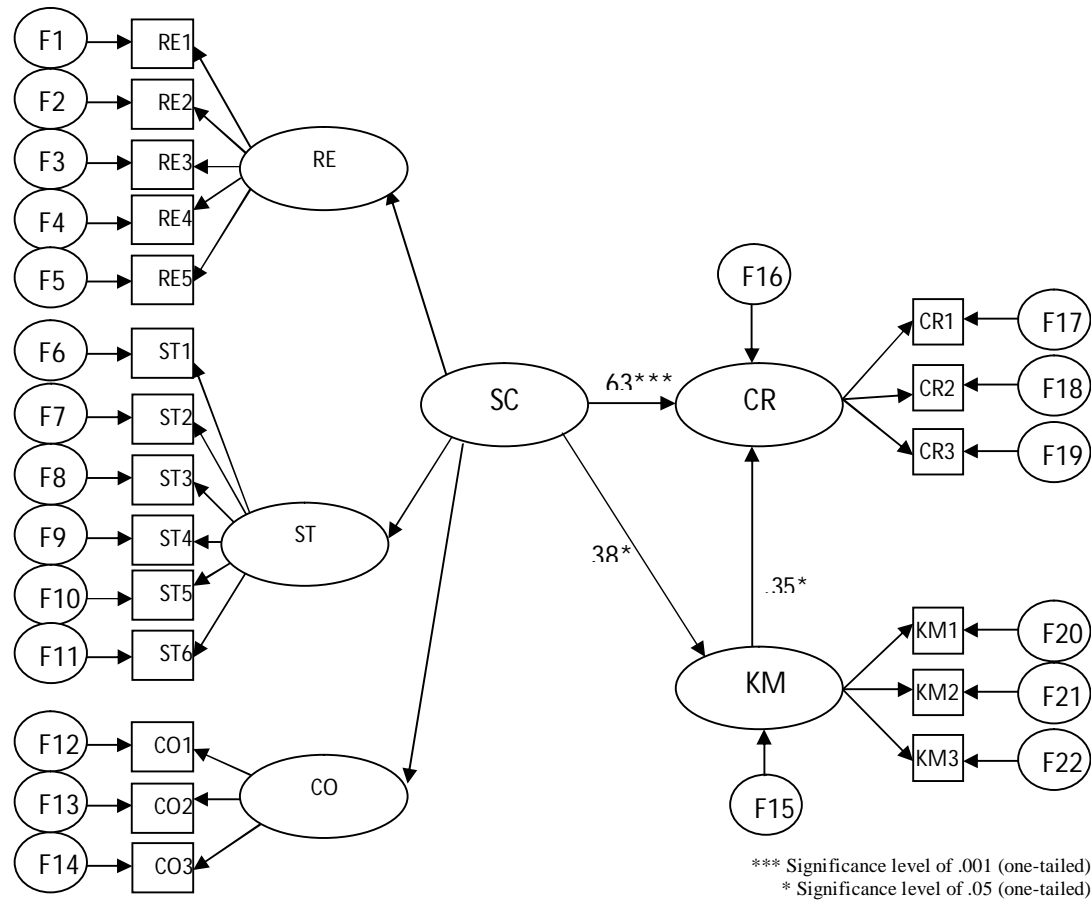 F1 RE1
F2 RE2
F3 RE3
F4 RE4
F5 RE5
RE
F6 ST1
F7 ST2
F8 ST3
F9 ST4
F10 ST5
F11 ST6
ST
F12 CO1
F13 CO2
F14 CO3
CO
SC
.63***
.38*
.35*
F16
CR
CR1 F17
CR2 F18
CR3 F19
KM
KM1 F20
KM2 F21
KM3 F22
F15
*** Significance level of .001 (one-tailed)
* Significance level of .05 (one-tailed)